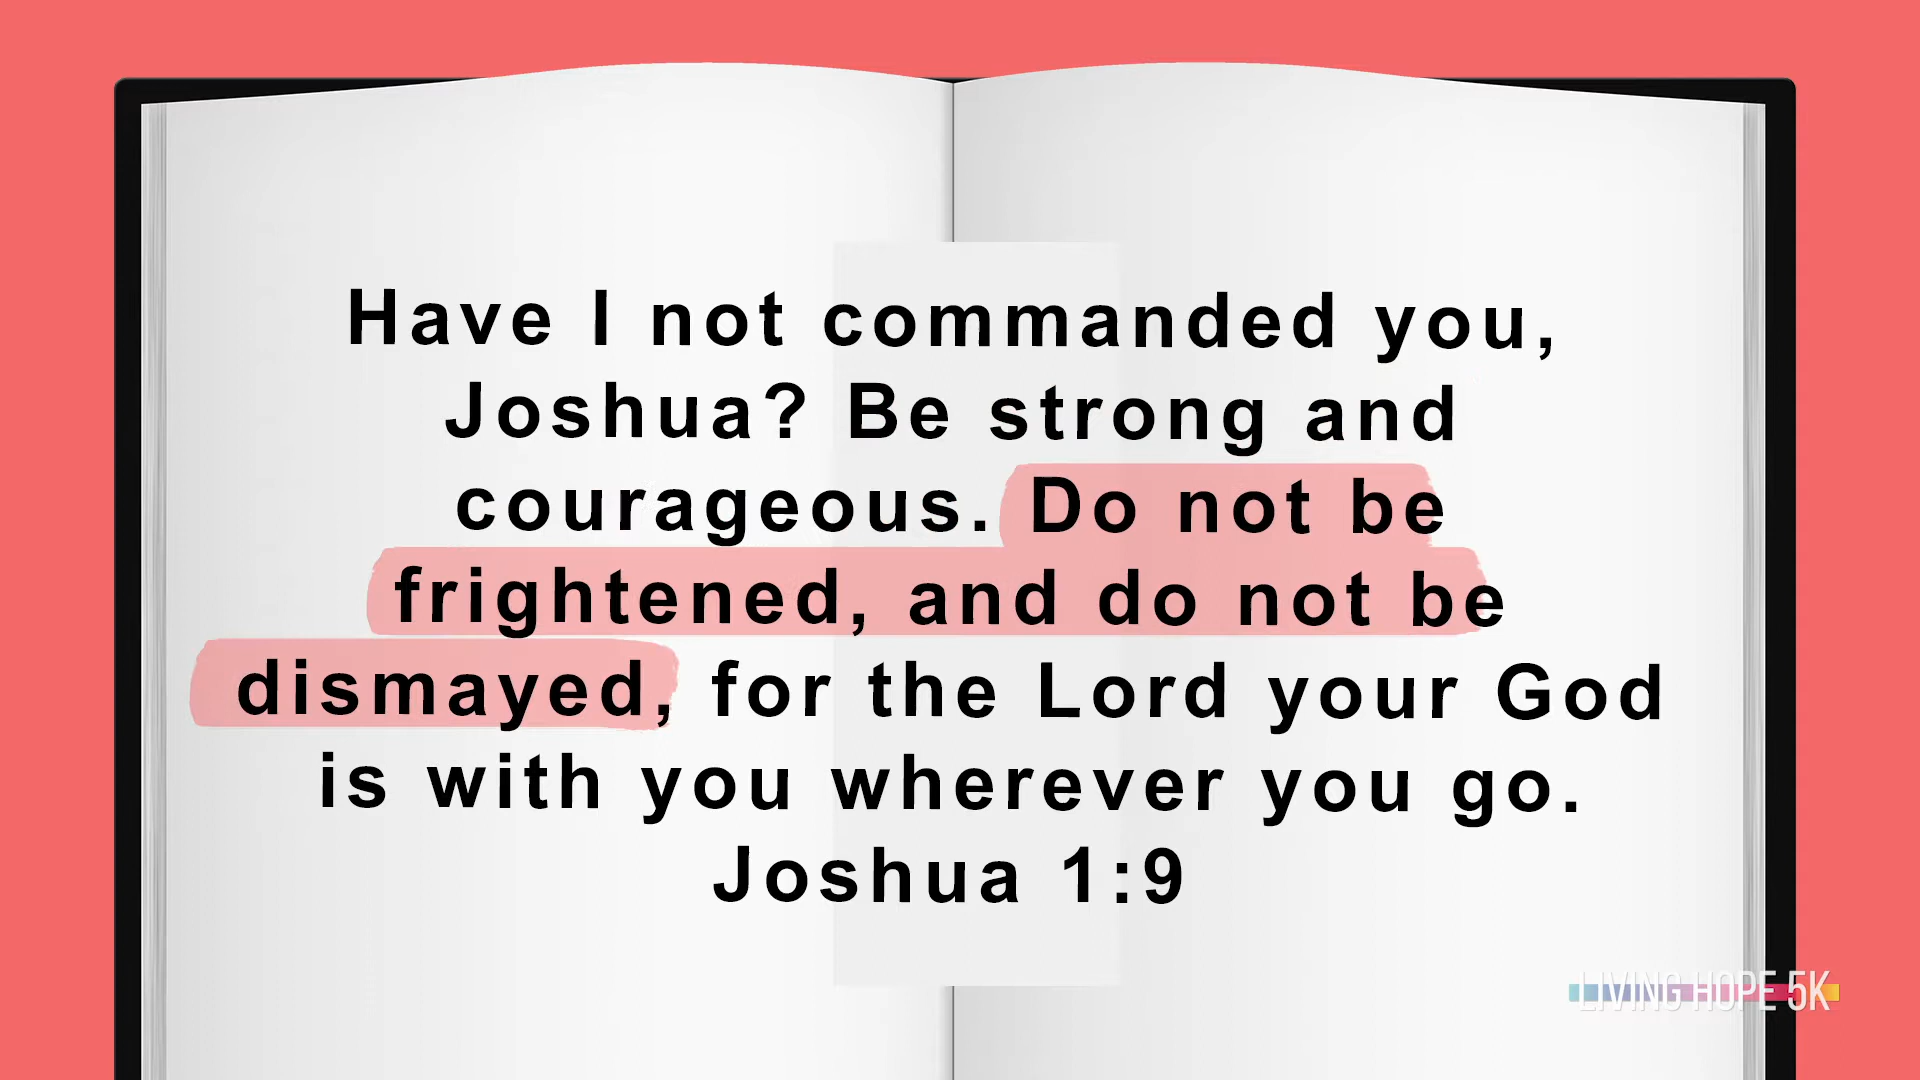 Have I not commanded you,
Joshua? Be strong and
courageous. Do not be
frightened, and do not be
dismayed, for the Lord your God
is with you wherever you go.
Joshua 1:9
LIVING HOPE 5K